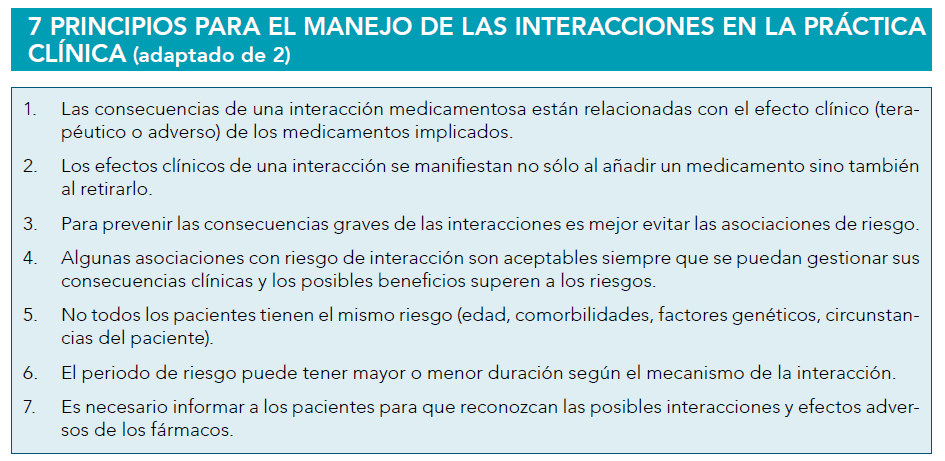 7 PRINCIPIOS PARA EL MANEJO DE LAS INTERACCIONES EN LA PRÁCTICA
CLÍNICA (adaptado de 2)
1. Las consecuencias de una interacción medicamentosa están relacionadas con el efecto clínico (tera-
péutico o adverso) de los medicamentos implicados.
2. Los efectos clínicos de una interacción se manifiestan no sólo al añadir un medicamento sino también
al retirarlo.
3. Para prevenir las consecuencias graves de las interacciones es mejor evitar las asociaciones de riesgo.
4. Algunas asociaciones con riesgo de interacción son aceptables siempre que se puedan gestionar sus
consecuencias clínicas y los posibles beneficios superen a los riesgos.
5. No todos los pacientes tienen el mismo riesgo (edad, comorbilidades, factores genéticos, circunstan-
cias del paciente).
6. El periodo de riesgo puede tener mayor o menor duración según el mecanismo de la interacción.
7. Es necesario informar a los pacientes para que reconozcan las posibles interacciones y efectos adver-
sos de los fármacos.